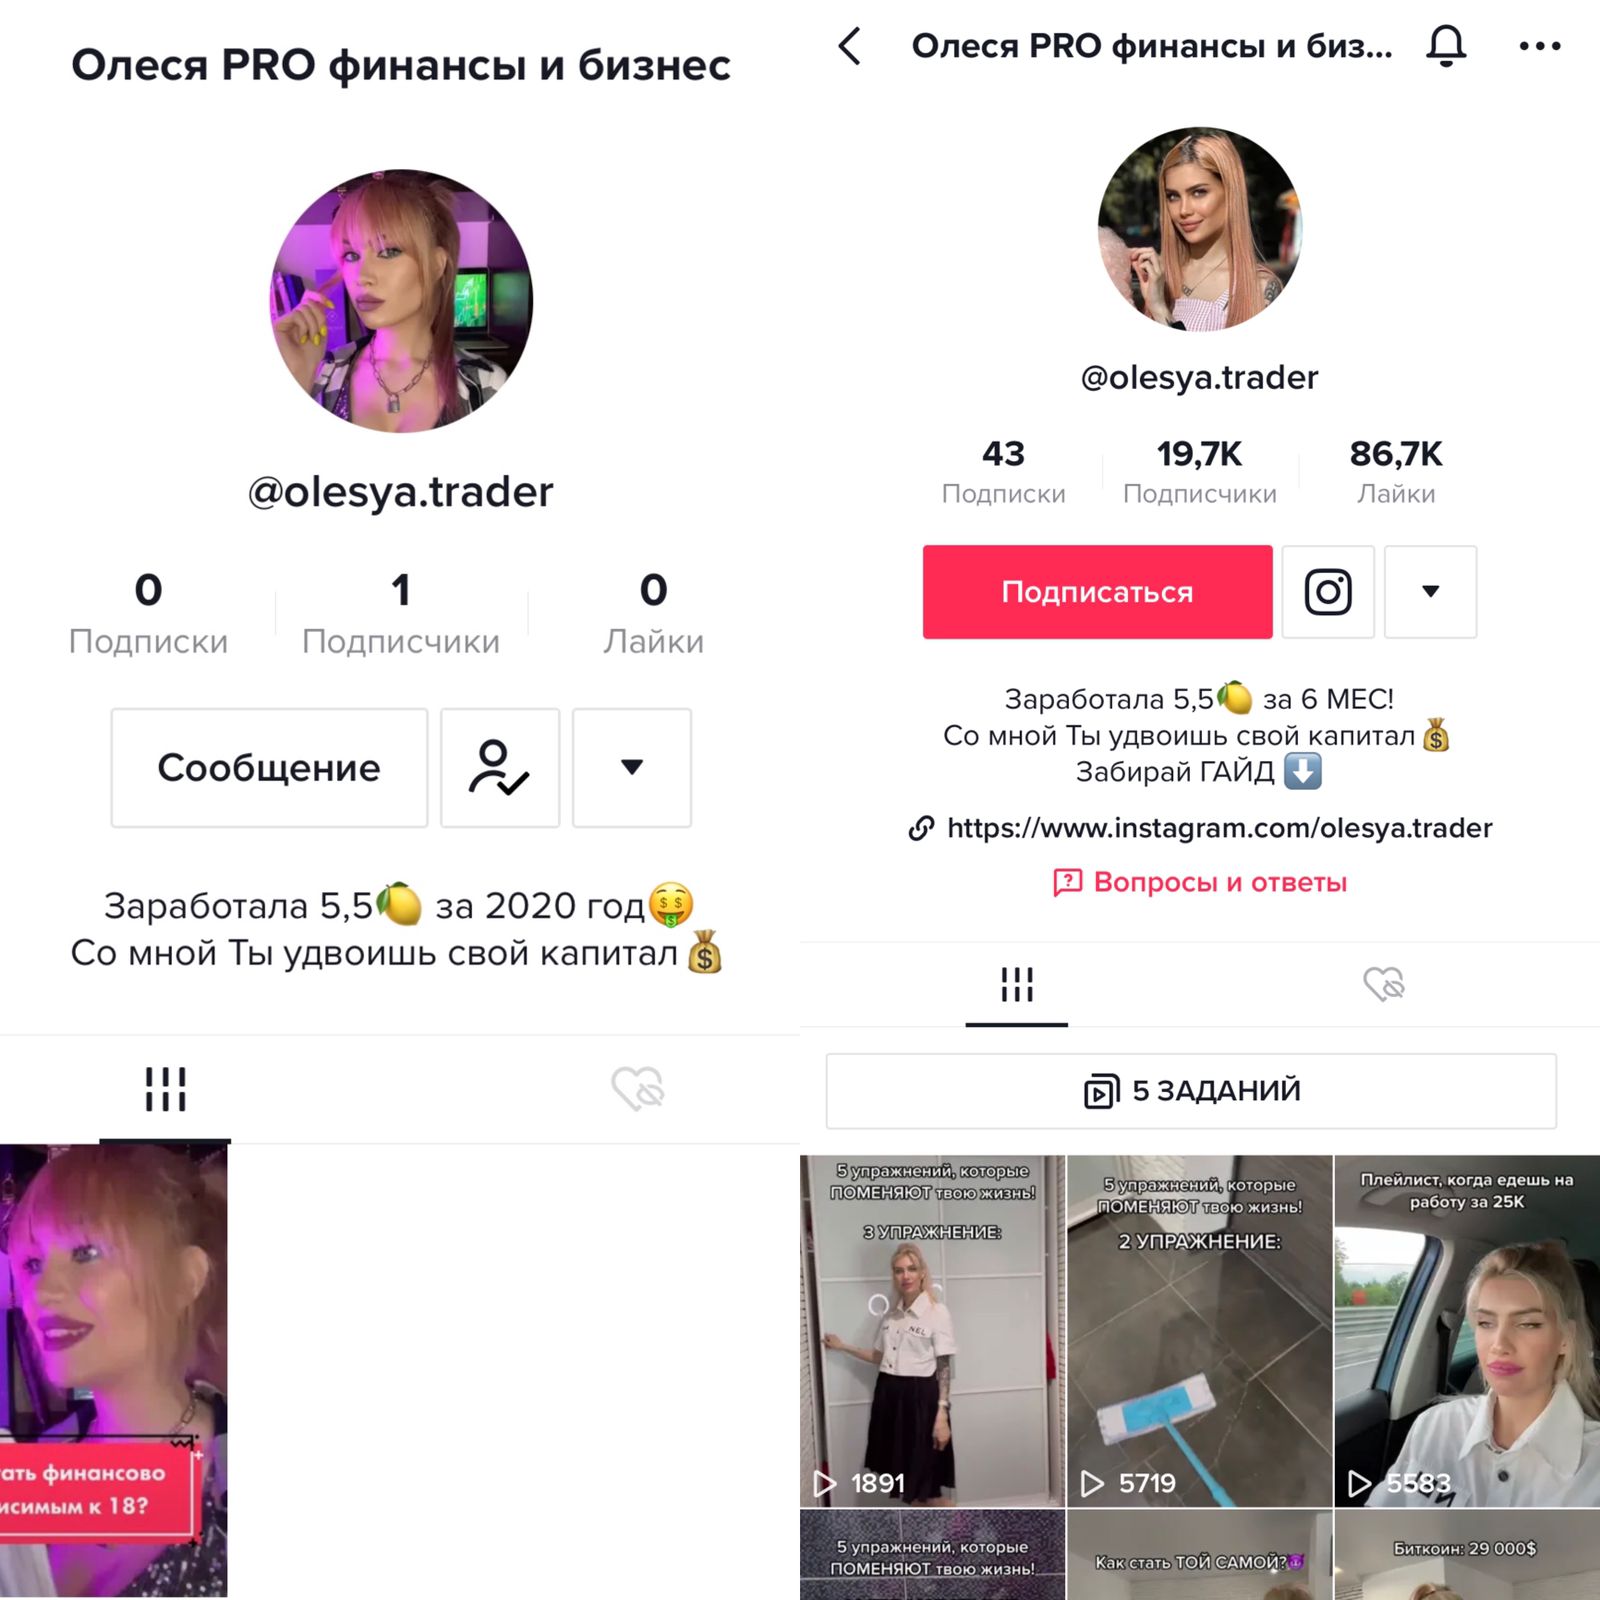 Олеся PRO финансы и бизнес
@olesya.trader
0 1 0
Подписки Подписчики Лайки
Сообщение
Заработала 5,5🍋 за 2020 год🤑
Со мной Ты удвоишь свой капитал💰
финансово
к 18?
Олеся PRO финансы и биз...
@olesya.trader
43 19,7K 86,7K
Подписки Подписчики Лайки
Подписаться
Заработала 5,5🍋 за 6 МЕС!
Со мной Ты удвоишь свой капитал💰
Забирай ГАЙД ⬇️
https://www.instagram.com/olesya.trader
Вопросы и ответы
5 ЗАДАНИЙ
5 упражнений, которые
ПОМЕНЯЮТ твою жизнь!
3 УПРАЖНЕНИЕ:
1891
5 упражнений, которые
ПОМЕНЯЮТ твою жизнь!
2 УПРАЖНЕНИЕ:
5719
Плейлист, когда едешь на
работу за 25К
5583
5 упражнений, которые
ПОМЕНЯЮТ твою жизнь!
Как стать ТОЙ САМОЙ?😈
Биткоин: 29 000$